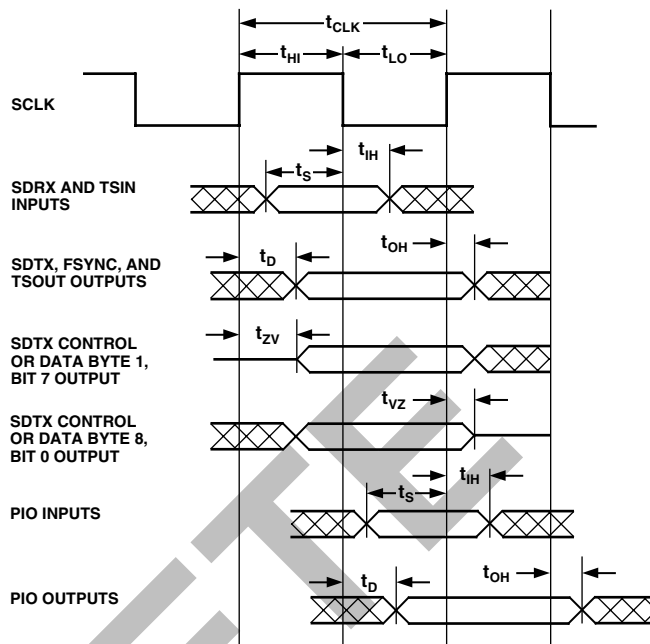 tCLK
tHI
tLO
SCLK
tIH
tS
SDRX AND TSIN
INPUTS
tD
tOH
SDTX, FSYNC, AND
TSOUT OUTPUTS
SDTX CONTROL
OR DATA BYTE 1,
BIT 7 OUTPUT
tZV
tVZ
SDTX CONTROL
OR DATA BYTE 8,
BIT 0 OUTPUT
tIH
tS
PIO INPUTS
tD
tOH
PIO OUTPUTS
ETE